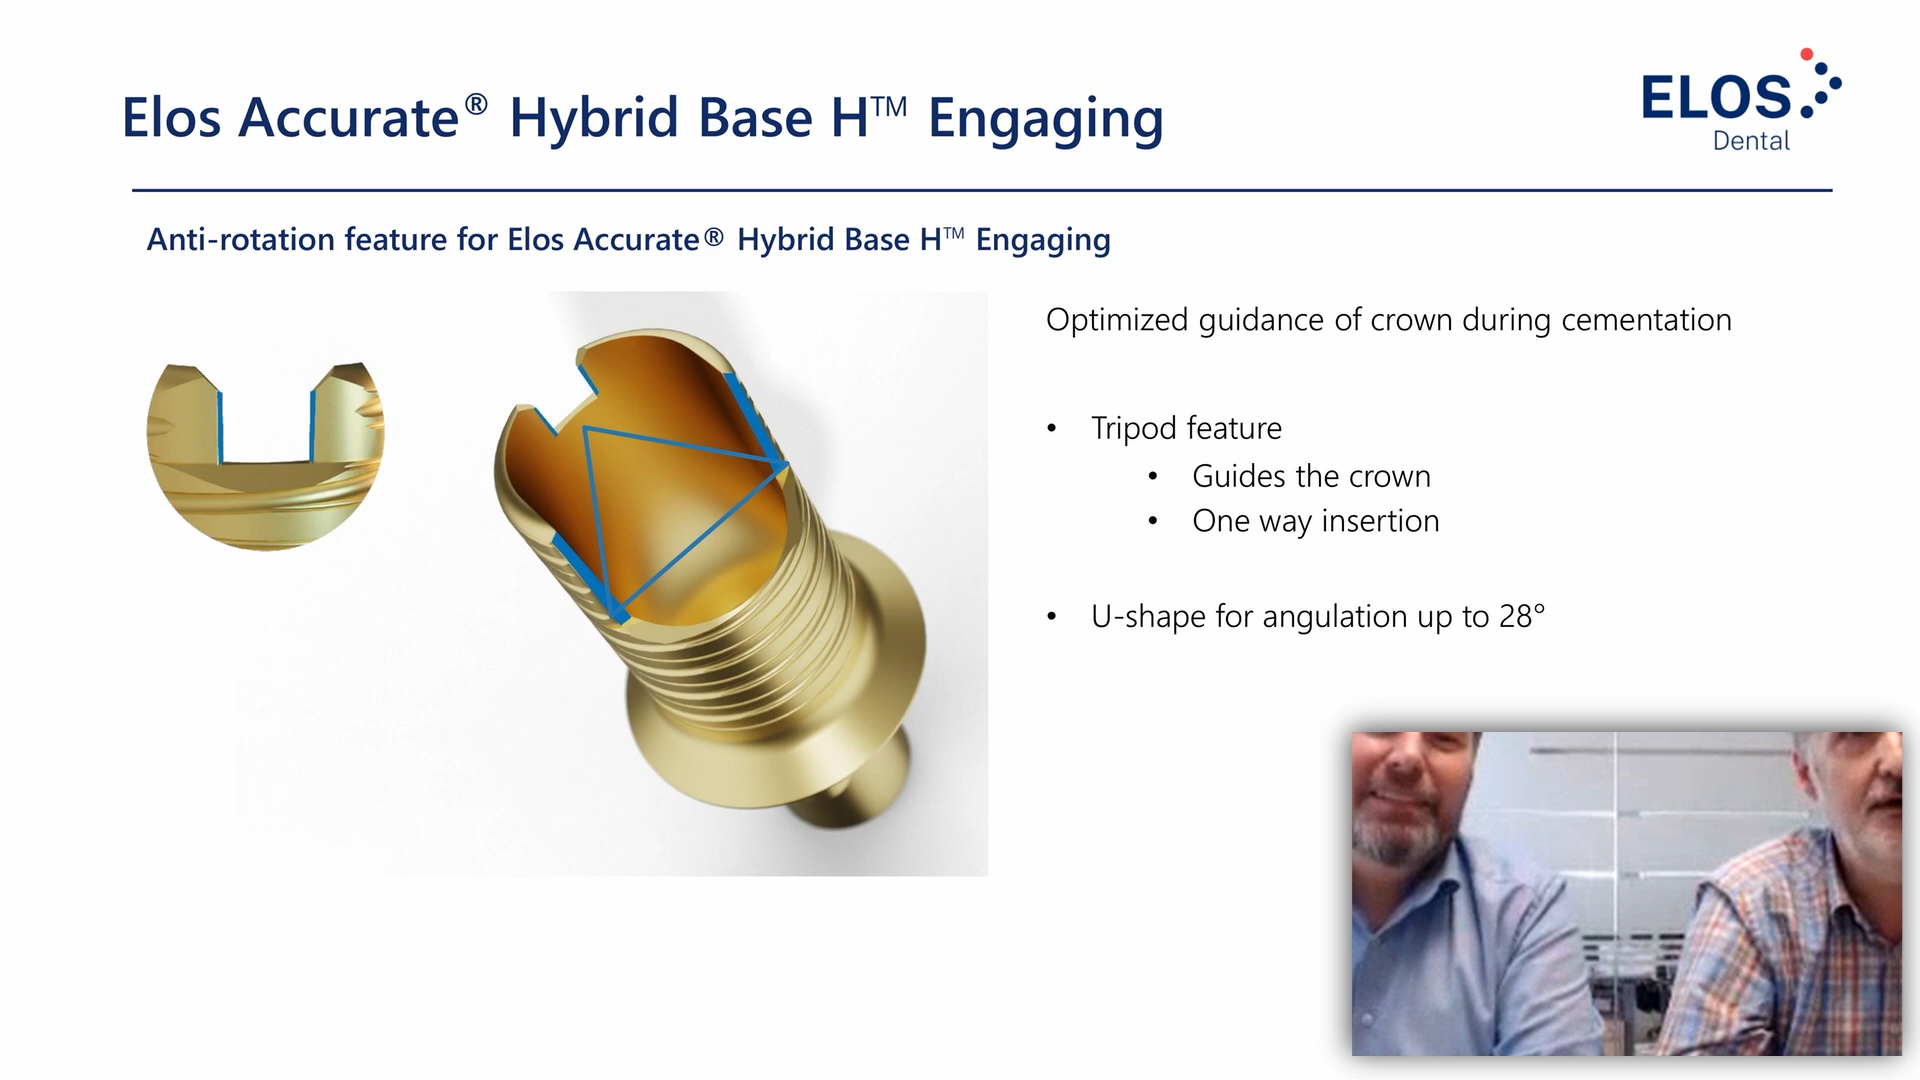 Elos Accurate® Hybrid Base H™ Engaging
ELOS
Dental
Anti-rotation feature for Elos Accurate® Hybrid Base H™ Engaging
Optimized guidance of crown during cementation
• Tripod feature
• Guides the crown
• One way insertion
• U-shape for angulation up to 28°